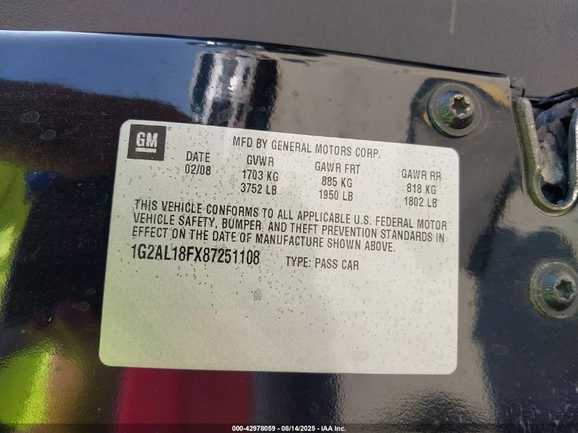 GM
MFD BY GENERAL MOTORS CORP.
DATE GVWR GAWR FRT GAWR RR
02/08 1703 KG 885 KG 818 KG
3752 LB 1950 LB 1802 LB
THIS VEHICLE CONFORMS TO ALL APPLICABLE U.S. FEDERAL MOTOR
VEHICLE SAFETY, BUMPER, AND THEFT PREVENTION STANDARDS IN
EFFECT ON THE DATE OF MANUFACTURE SHOWN ABOVE.
1G2AL18FX87251108 TYPE: PASS CAR
000-42978059 - 08/14/2025 - IAA Inc.